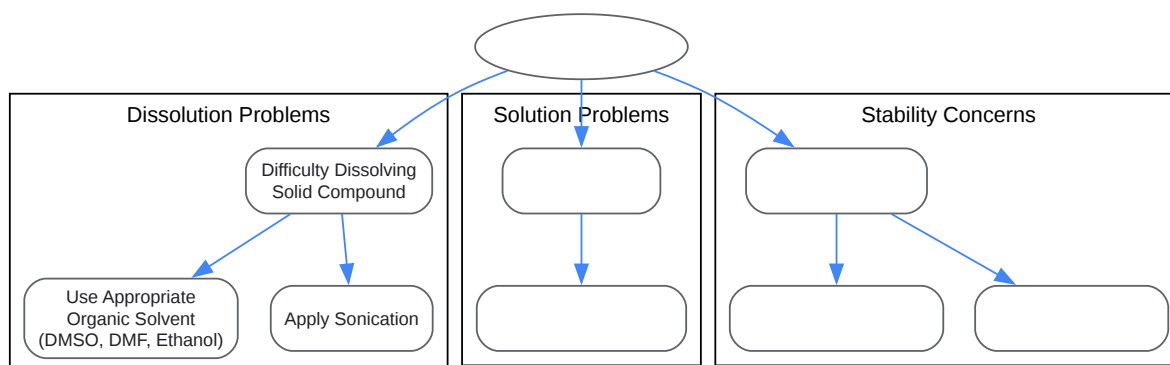 Dissolution Problems
Solution Problems
Stability Concerns
Difficulty Dissolving
Solid Compound
Use Appropriate
Organic Solvent
(DMSO, DMF, Ethanol)
Apply Sonication